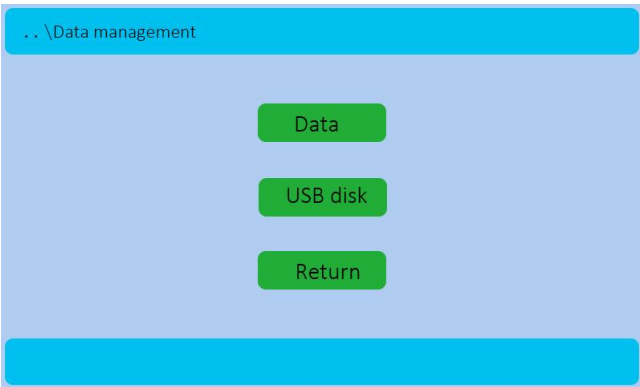 . . \Data management
Data
USB disk
Return